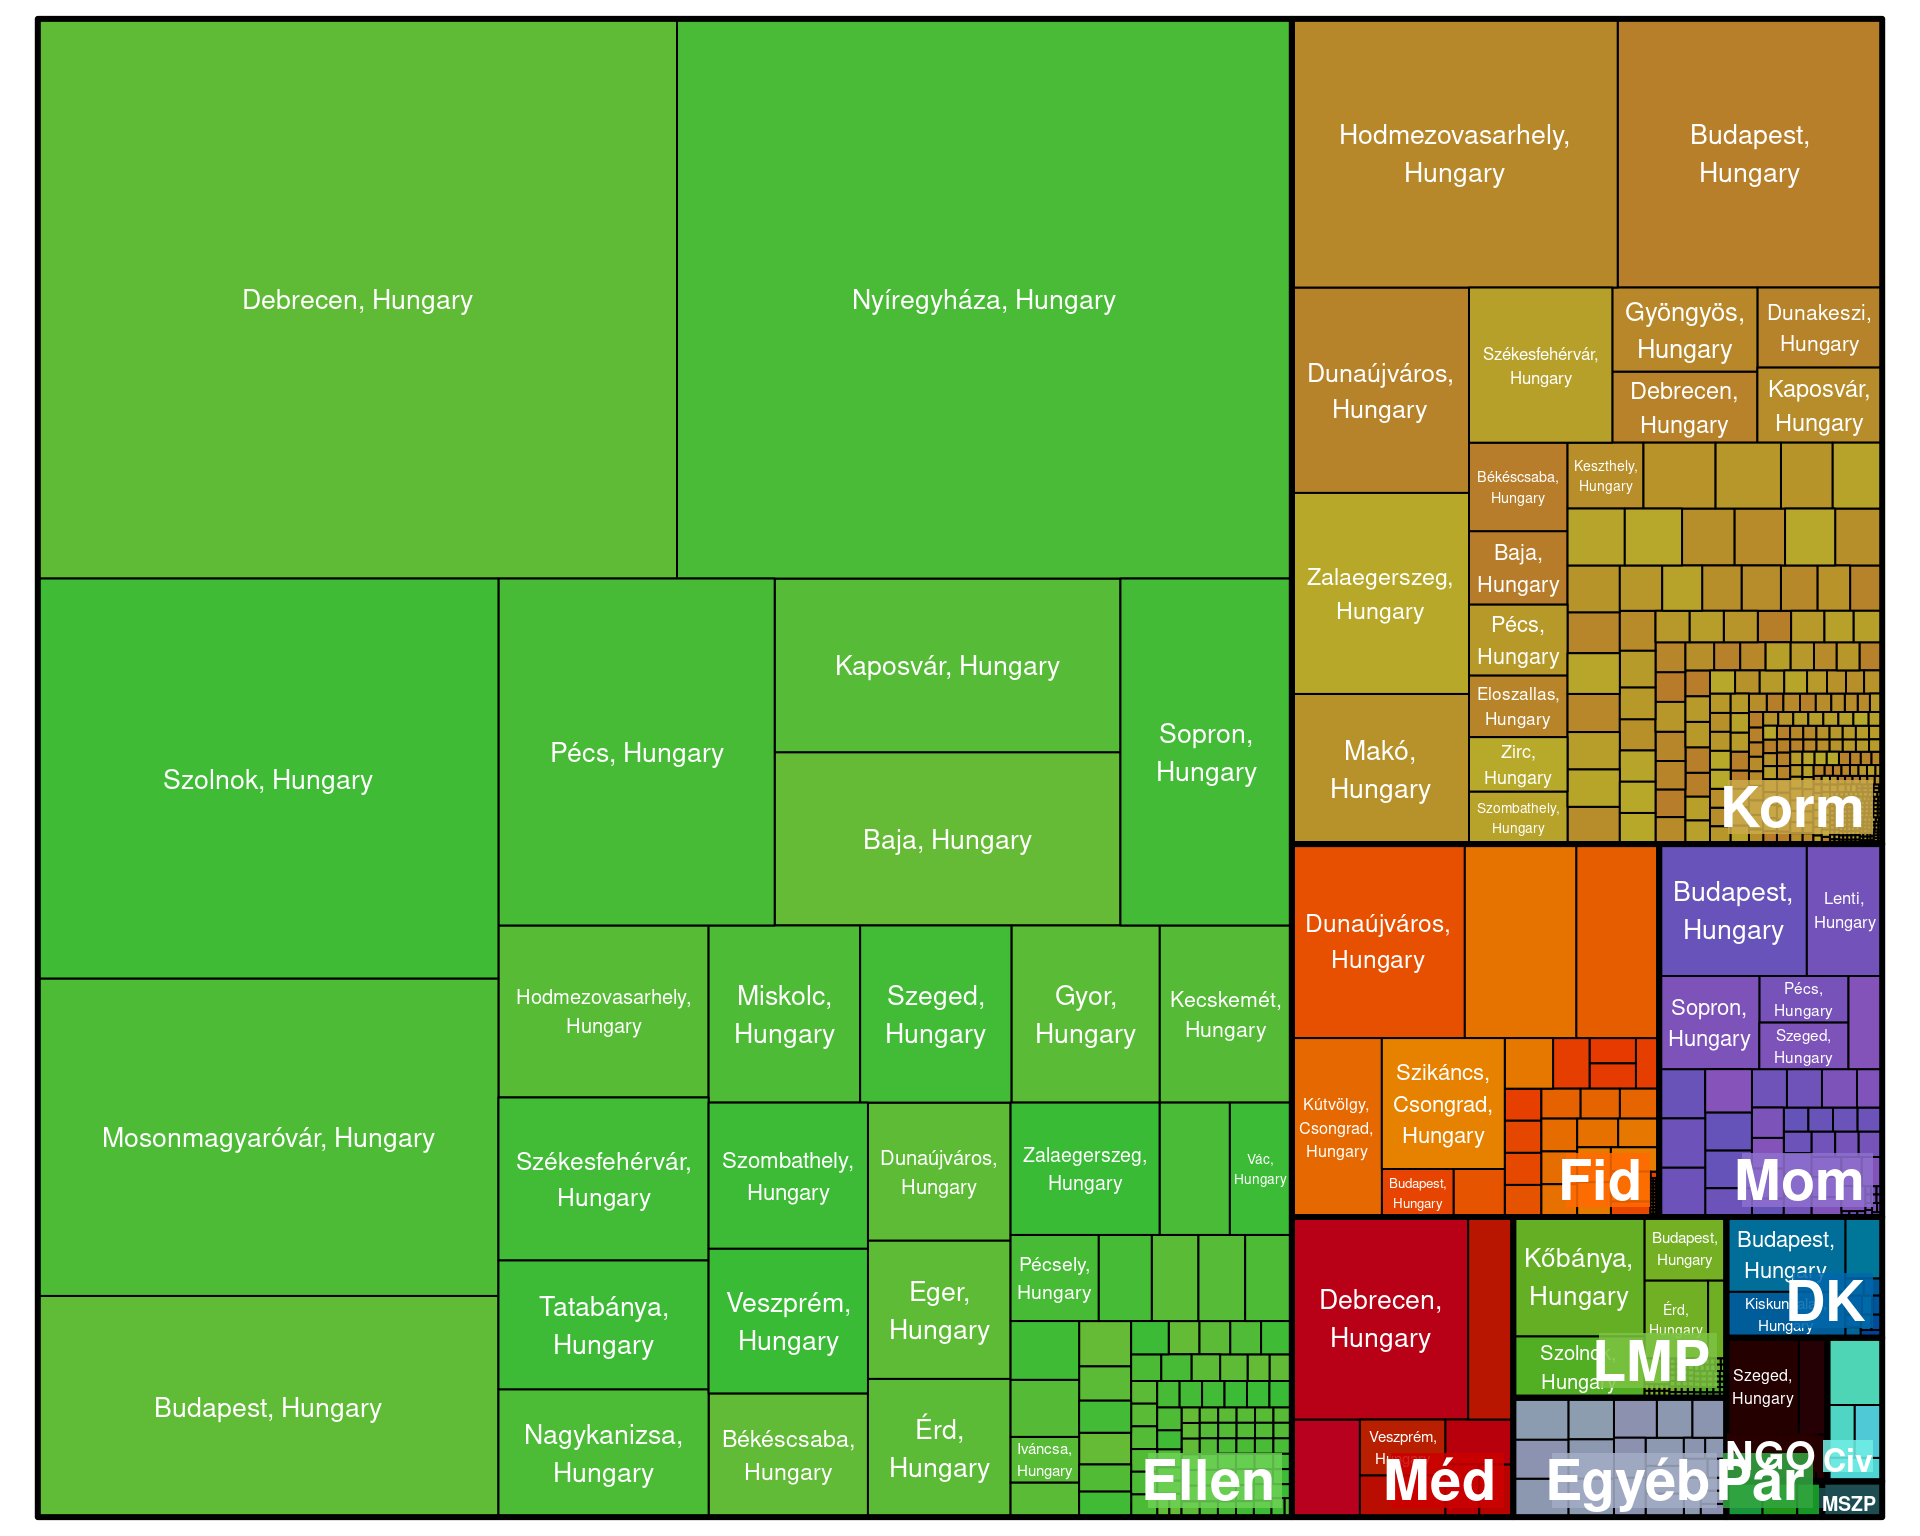 Debrecen, Hungary
Nyíregyháza, Hungary
Szolnok, Hungary
Mosonmagyaróvár, Hungary
Budapest, Hungary
Pécs, Hungary
Kaposvár, Hungary
Baja, Hungary
Sopron,
Hungary
Hodmezovasarhely,
Hungary
Miskolc,
Hungary
Szeged,
Hungary
Gyor,
Hungary
Kecskemét,
Hungary
Székesfehérvár,
Hungary
Tatabánya,
Hungary
Nagykanizsa,
Hungary
Szombathely,
Hungary
Veszprém,
Hungary
Békéscsaba,
Hungary
Dunaújváros,
Hungary
Eger,
Hungary
Érd,
Hungary
Zalaegerszeg,
Hungary
Vác,
Hungary
Pécsely,
Hungary
Iváncsa,
Hungary
Ellen
Hodmezovasarhely,
Hungary
Budapest,
Hungary
Dunaújváros,
Hungary
Zalaegerszeg,
Hungary
Makó,
Hungary
Székesfehérvár,
Hungary
Gyöngyös,
Hungary
Dunakeszi,
Hungary
Debrecen,
Hungary
Kaposvár,
Hungary
Békéscsaba,
Hungary
Keszthely,
Hungary
Baja,
Hungary
Pécs,
Hungary
Eloszallas,
Hungary
Zirc,
Hungary
Szombathely,
Hungary
Korm
Dunaújváros,
Hungary
Kútvölgy,
Csongrad,
Hungary
Szikáncs,
Csongrad,
Hungary
Budapest,
Hungary
Fid
Budapest,
Hungary
Lenti,
Hungary
Sopron,
Hungary
Pécs,
Hungary
Szeged,
Hungary
Mom
Debrecen,
Hungary
Veszprém,
Méd
Kőbánya,
Hungary
Budapest,
Hungary
Érd,
Hungary
Szolnok,
Hungary
LMP
Budapest,
Hungary
Hungary
DK
Szeged,
Hungary
NGO
Civ
Egyéb
Pár
MSZP